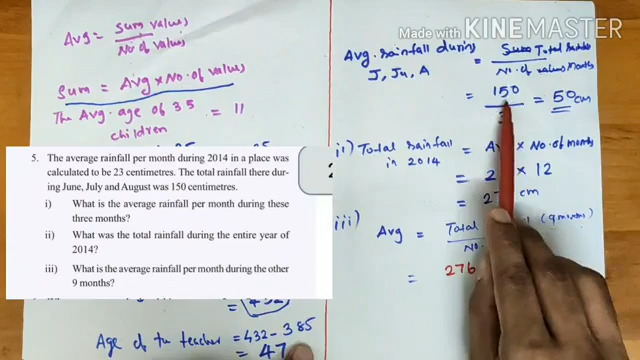 Made with KINEMASTER
Avg = Sum values
No. of values
Sum = Avg × No. of values
The Avg. age of 35 = 11
children
5. The average rainfall per month during 2014 in a place was
calculated to be 23 centimetres. The total rainfall there dur-
ing June, July and August was 150 centimetres.
i) What is the average rainfall per month during these
three months?
ii) What was the total rainfall during the entire year of
2014?
iii) What is the average rainfall per month during the other
9 months?
432
Age of the teacher = 432 - 385
= 47
Avg. rainfall during = Total
J, Ju, A No. of Months
= 150 = 50 cm
ii) Total rainfall = × No. of months
in 2014
= 2 × 12
= 27 cm
iii) Avg = Total (9 months)
No.
= 276